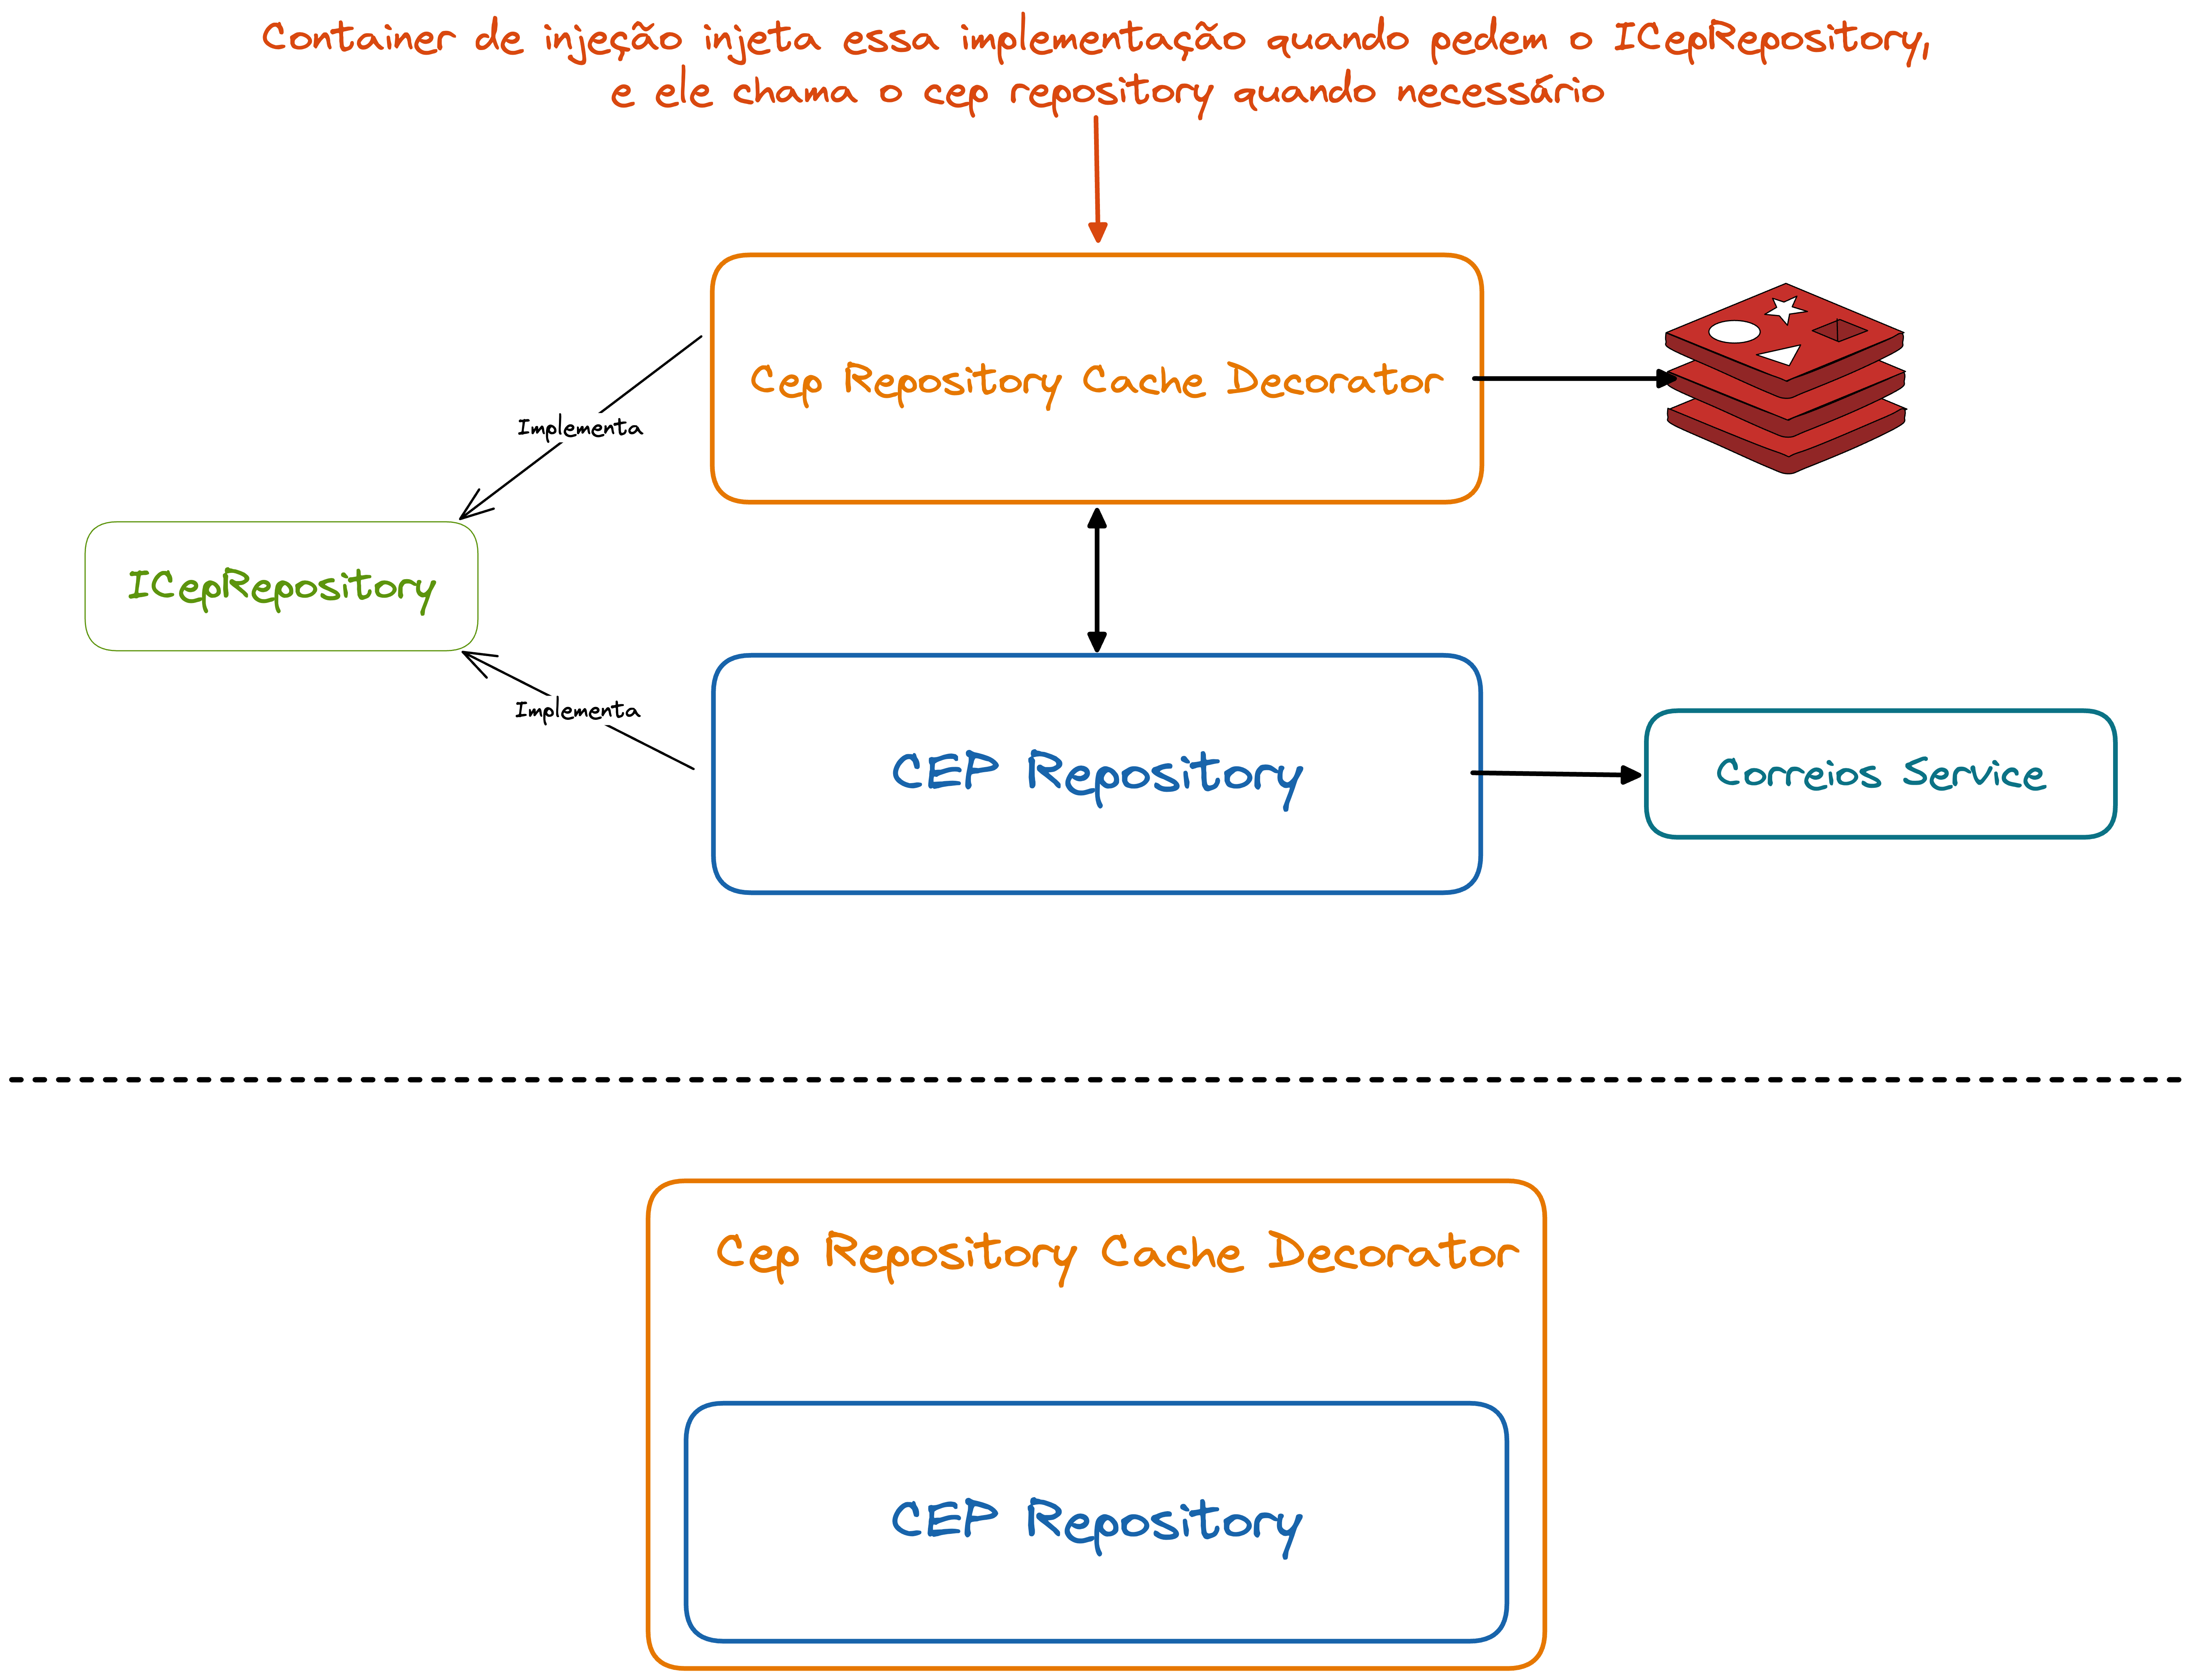 Container de injeção injeta essa implementação quando pedem o ICepRepository,
e ele chama o cep repository quando necessário
Cep Repository Cache Decorator
Implementa
ICepRepository
Implementa
CEP Repository
Correios Service
Cep Repository Cache Decorator
CEP Repository